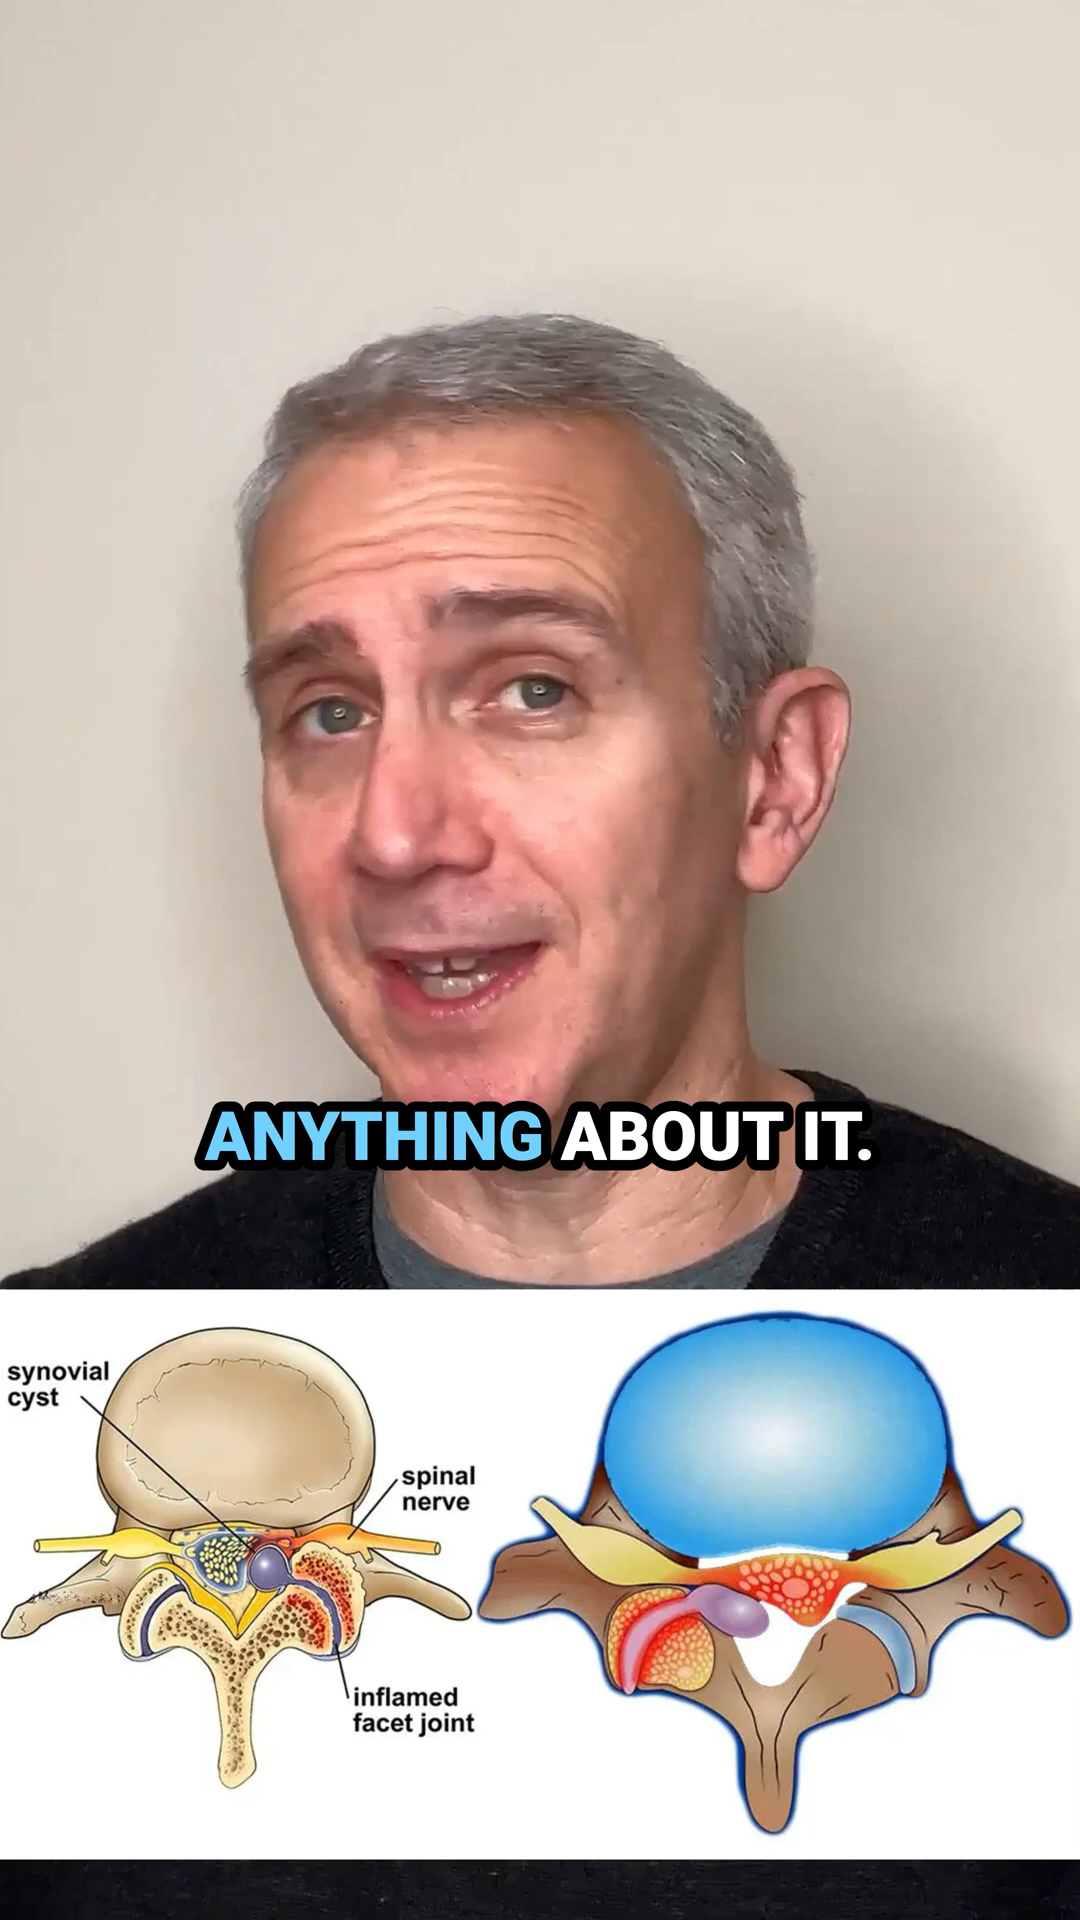 ANYTHING ABOUT IT.
synovial
cyst
spinal
nerve
inflamed
facet joint